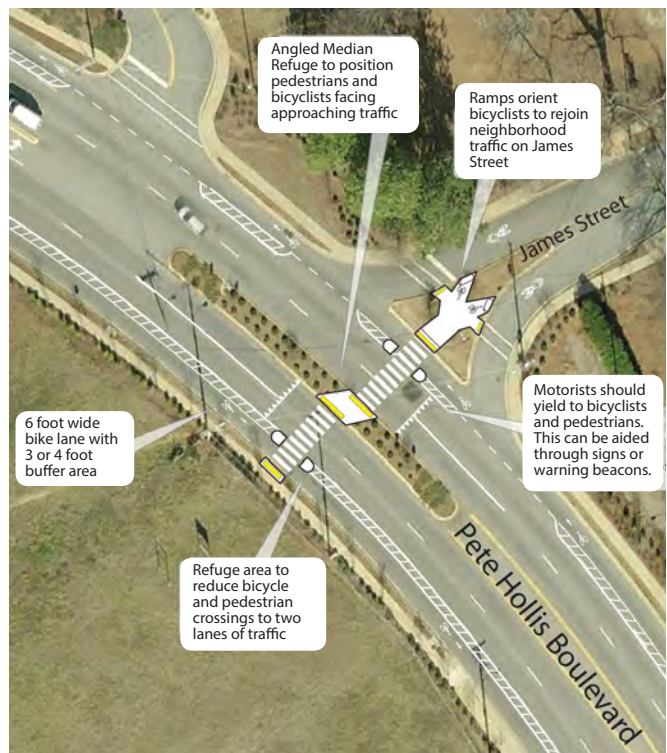 Angled Median
Refuge to position
pedestrians and
bicyclists facing
approaching traffic
Ramps orient
bicyclists to rejoin
neighborhood
traffic on James
Street
James Street
6 foot wide
bike lane with
3 or 4 foot
buffer area
Motorists should
yield to bicyclists
and pedestrians.
This can be aided
through signs or
warning beacons.
Refuge area to
reduce bicycle
and pedestrian
crossings to two
lanes of traffic
Pete Hollis Boulevard